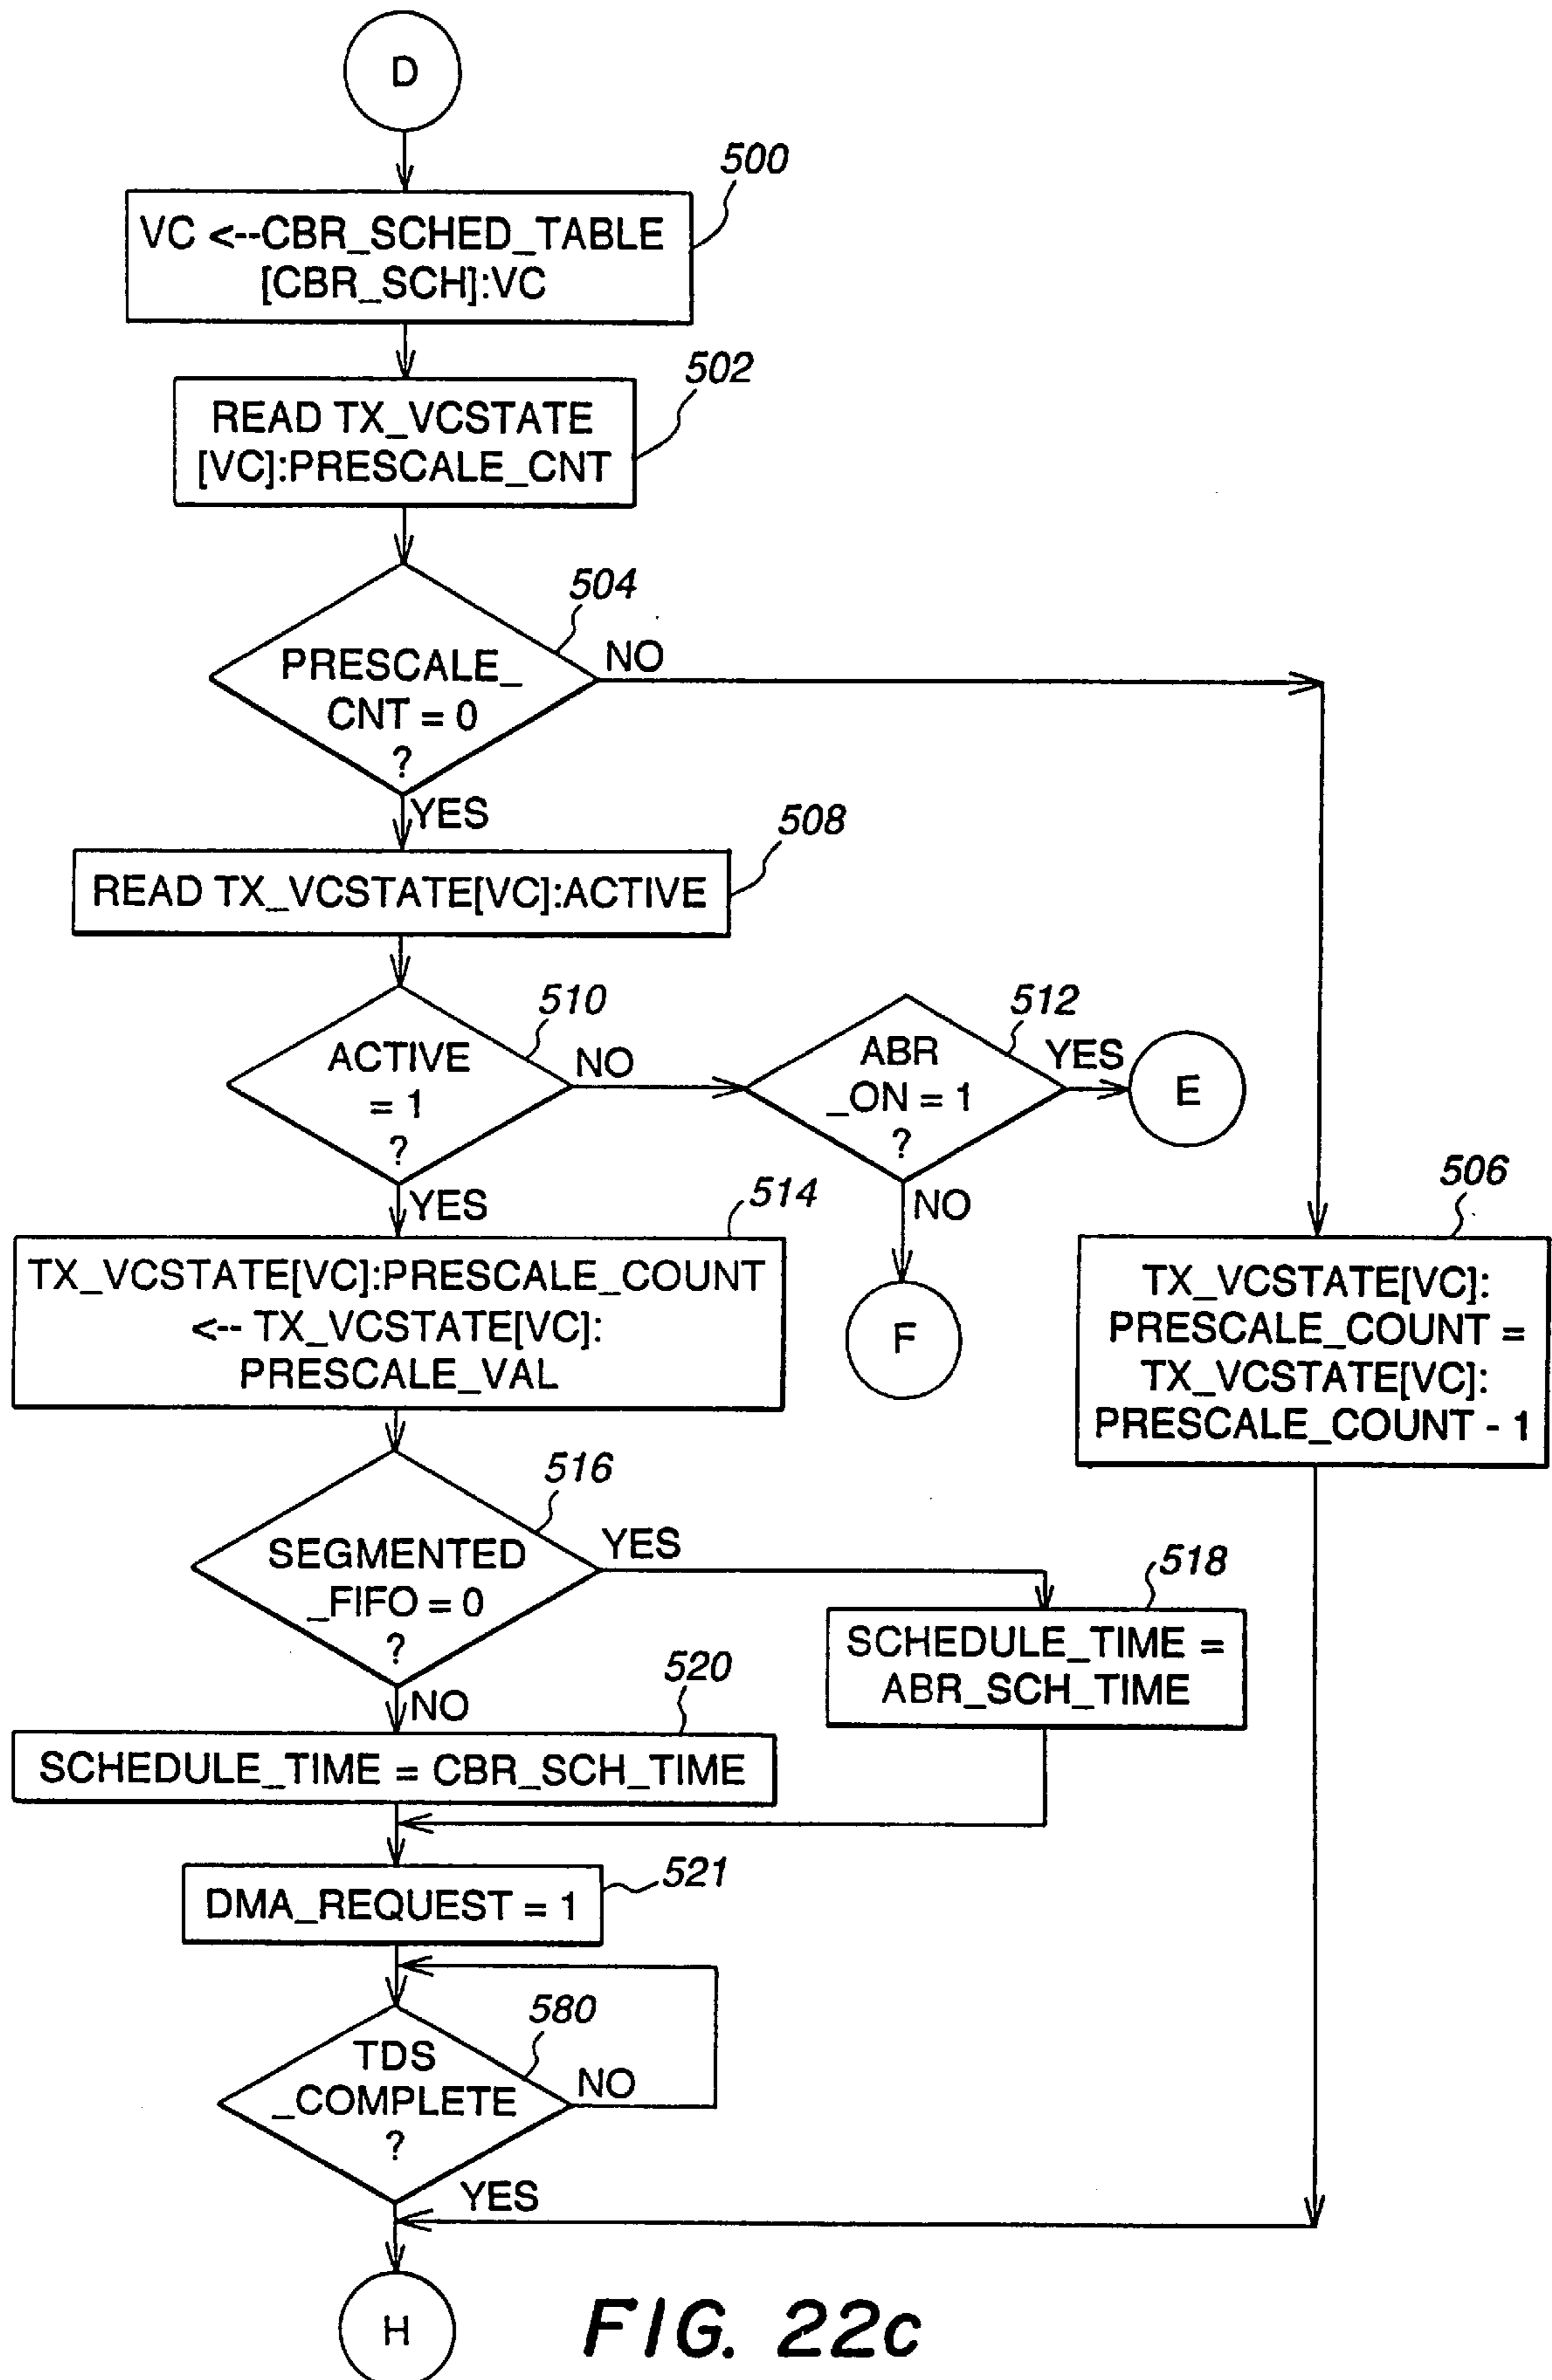 D
500
VC <--CBR_SCHED_TABLE
[CBR_SCH]:VC
502
READ TX_VCSTATE
[VC]:PRESCALE_CNT
504
PRESCALE_
CNT = 0
?
NO
YES
508
READ TX_VCSTATE[VC]:ACTIVE
510
ACTIVE
= 1
?
NO
512
ABR
_ON = 1
?
YES
E
NO
F
YES
514
TX_VCSTATE[VC]:PRESCALE_COUNT
<-- TX_VCSTATE[VC]:
PRESCALE_VAL
506
TX_VCSTATE[VC]:
PRESCALE_COUNT =
TX_VCSTATE[VC]:
PRESCALE_COUNT - 1
516
SEGMENTED
_FIFO = 0
?
YES
518
SCHEDULE_TIME =
ABR_SCH_TIME
NO
520
SCHEDULE_TIME = CBR_SCH_TIME
521
DMA_REQUEST = 1
580
TDS
_COMPLETE
?
NO
YES
H
FIG. 22c